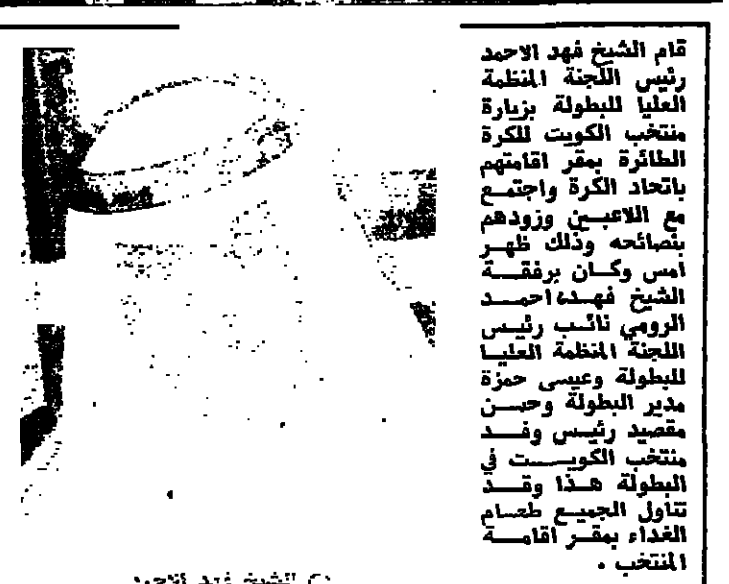 قام الشيخ فهد الاحمد
رئيس اللجنة المنظمة
العليا للبطولة بزيارة
منتخب الكويت للكرة
الطائرة بمقر اقامتهم
باتحاد الكرة واجتمع
مع اللاعبين وزودهم
بنصائحه وذلك ظهر
امس وكان برفقة
الشيخ فهد، احمد
الرومي نائب رئيس
اللجنة المنظمة العليا
للبطولة وعيسى حمزة
مدير البطولة وحسن
مقصيد رئيس وفد
منتخب الكويت في
البطولة هذا وقد
تناول الجميع طعام
الغداء بمقر اقامة
المنتخب .
الشيخ فهد الاحمد